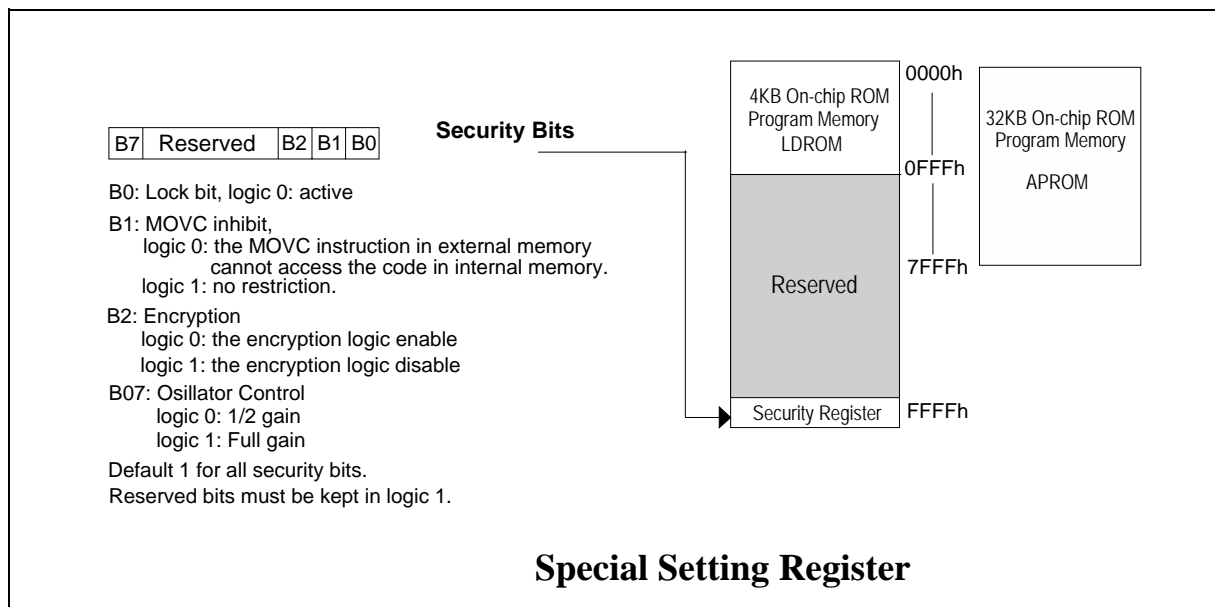 B7 Reserved B2 B1 B0
Security Bits
B0: Lock bit, logic 0: active
B1: MOVC inhibit,
logic 0: the MOVC instruction in external memory
cannot access the code in internal memory.
logic 1: no restriction.
B2: Encryption
logic 0: the encryption logic enable
logic 1: the encryption logic disable
B07: Osillator Control
logic 0: 1/2 gain
logic 1: Full gain
Default 1 for all security bits.
Reserved bits must be kept in logic 1.
4KB On-chip ROM
Program Memory
LDROM
Reserved
Security Register
0000h
0FFFh
7FFFh
FFFFh
32KB On-chip ROM
Program Memory
APROM
Special Setting Register